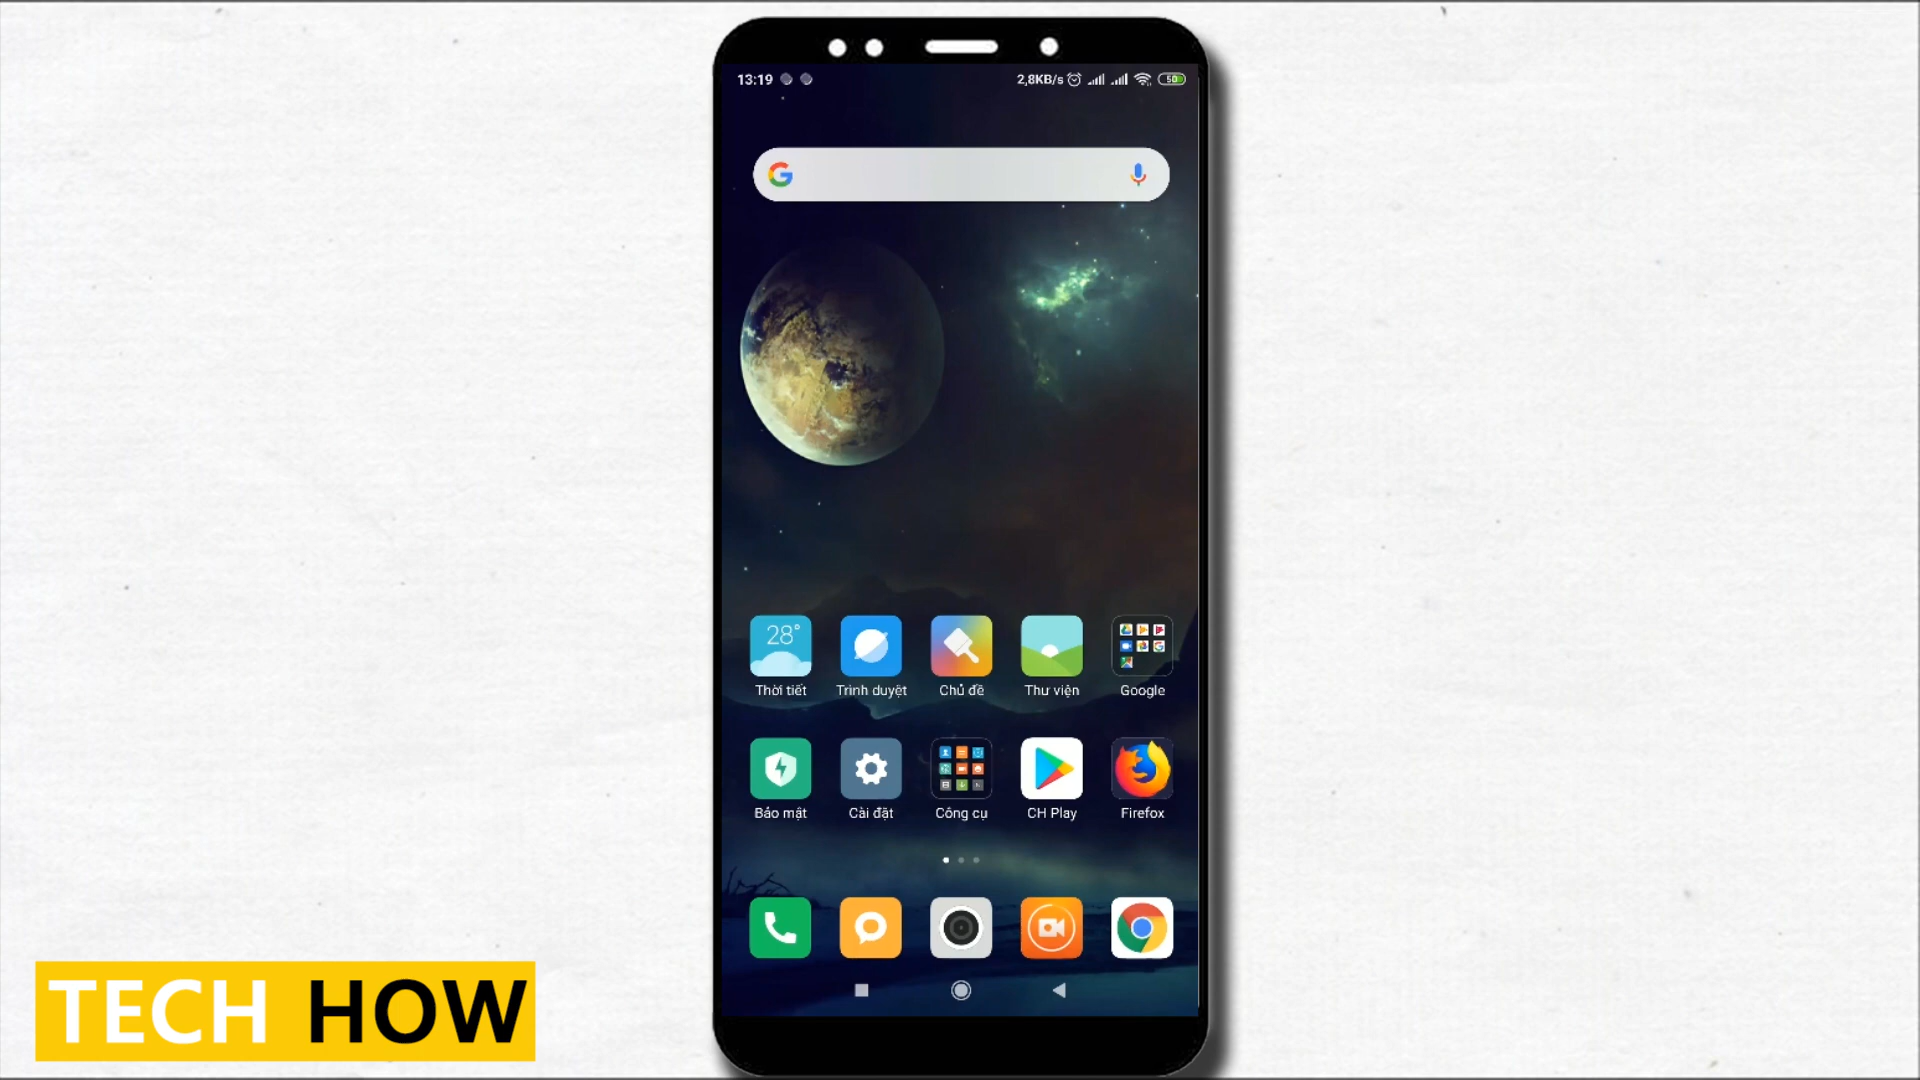 13:19 2,8KB/s 50
28°
Thời tiết Trình duyệt Chủ đề Thư viện Google
Bảo mật Cài đặt Công cụ CH Play Firefox
TECH HOW